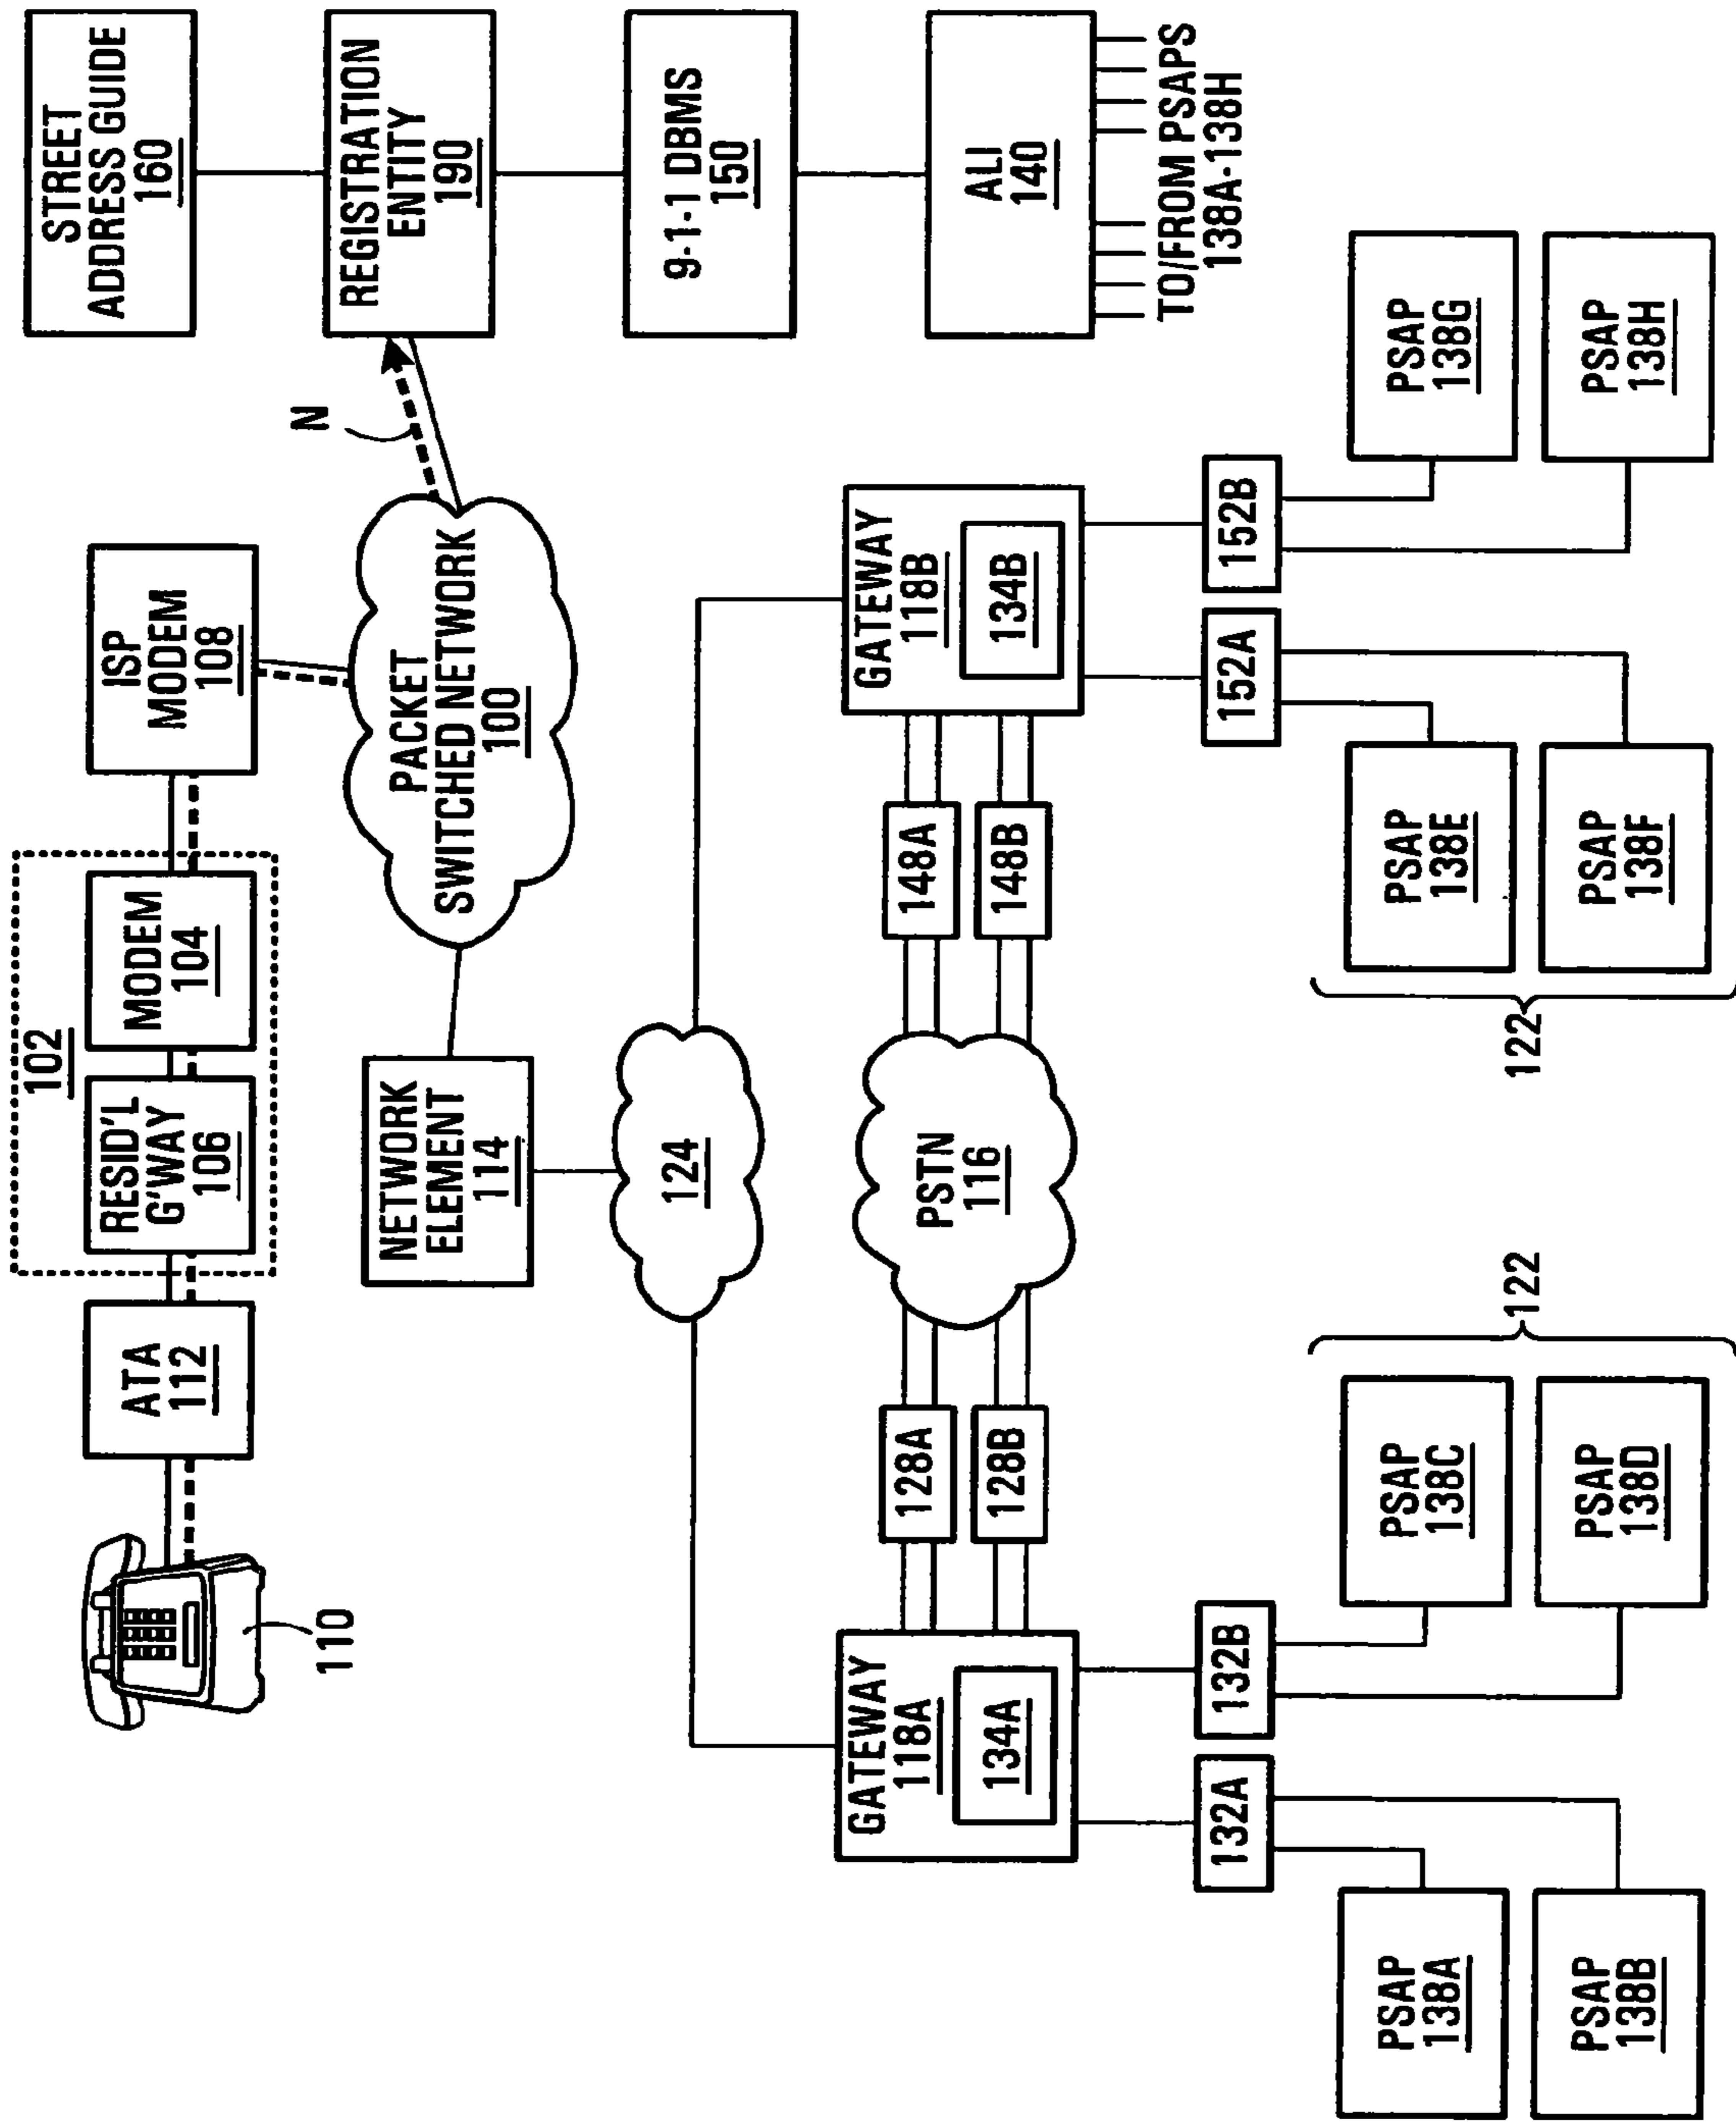 110
ATA
112
102
RESID'L
G'WAY
106
MODEM
104
ISP
MODEM
108
STREET
ADDRESS GUIDE
160
NETWORK
ELEMENT
114
PACKET
SWITCHED NETWORK
100
N
REGISTRATION
ENTITY
190
124
9-1-1 DBMS
150
GATEWAY
118A
134A
128A
128B
PSTN
116
148A
148B
GATEWAY
118B
134B
ALI
140
TO/FROM PSAPS
138A-138H
132A
132B
152A
152B
PSAP
138A
PSAP
138B
PSAP
138C
PSAP
138D
122
122
PSAP
138E
PSAP
138F
PSAP
138G
PSAP
138H